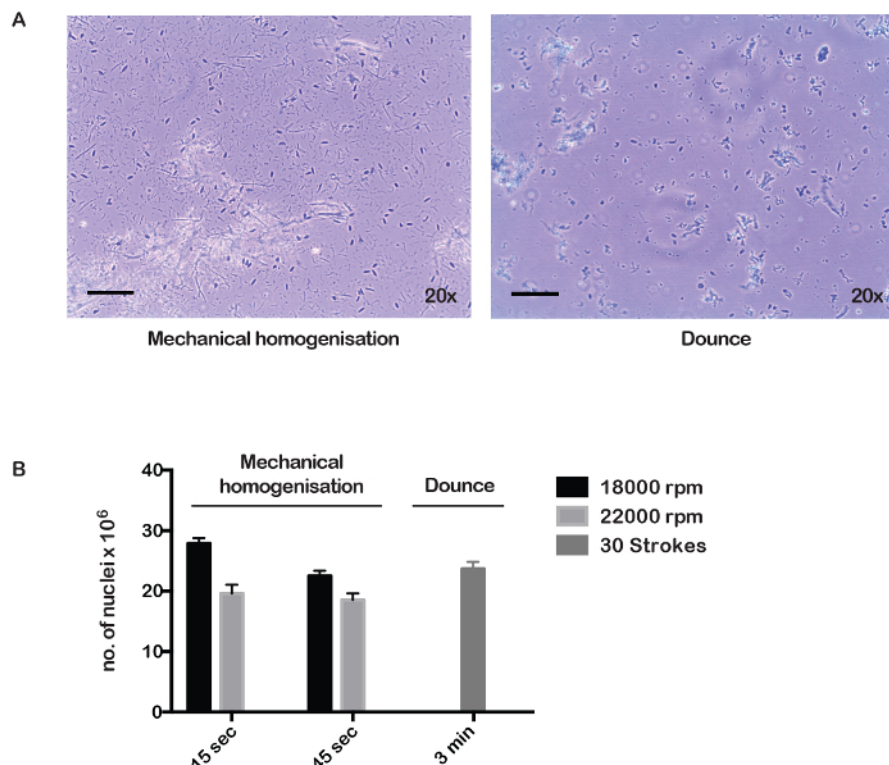 A
20x
20x
Mechanical homogenisation
Dounce
B
Mechanical
homogenisation
Dounce
18000 rpm
22000 rpm
30 Strokes
no. of nuclei x 10⁶
40
30
20
10
0
15 sec
45 sec
3 min